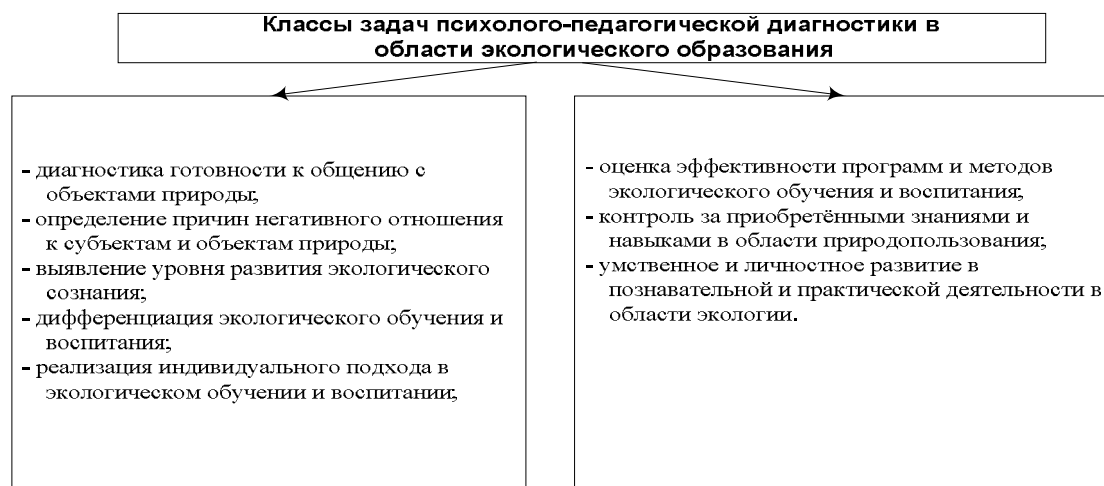 Классы задач психолого-педагогической диагностики в
области экологического образования
- диагностика готовности к общению с
объектами природы;
- определение причин негативного отношения
к субъектам и объектам природы;
- выявление уровня развития экологического
сознания;
- дифференциация экологического обучения и
воспитания;
- реализация индивидуального подхода в
экологическом обучении и воспитании;
- оценка эффективности программ и методов
экологического обучения и воспитания;
- контроль за приобретёнными знаниями и
навыками в области природопользования;
- умственное и личностное развитие в
познавательной и практической деятельности в
области экологии.